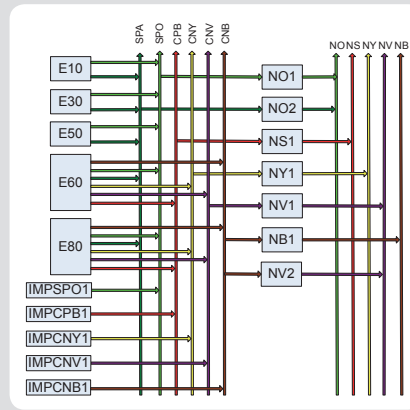 SPA SPO CPB CNY CNV CNB
NO NS NY NV NB
E10
E30
E50
E60
E80
IMPSPO1
IMPCPB1
IMPCNY1
IMPCNV1
IMPCNB1
NO1
NO2
NS1
NY1
NV1
NB1
NV2